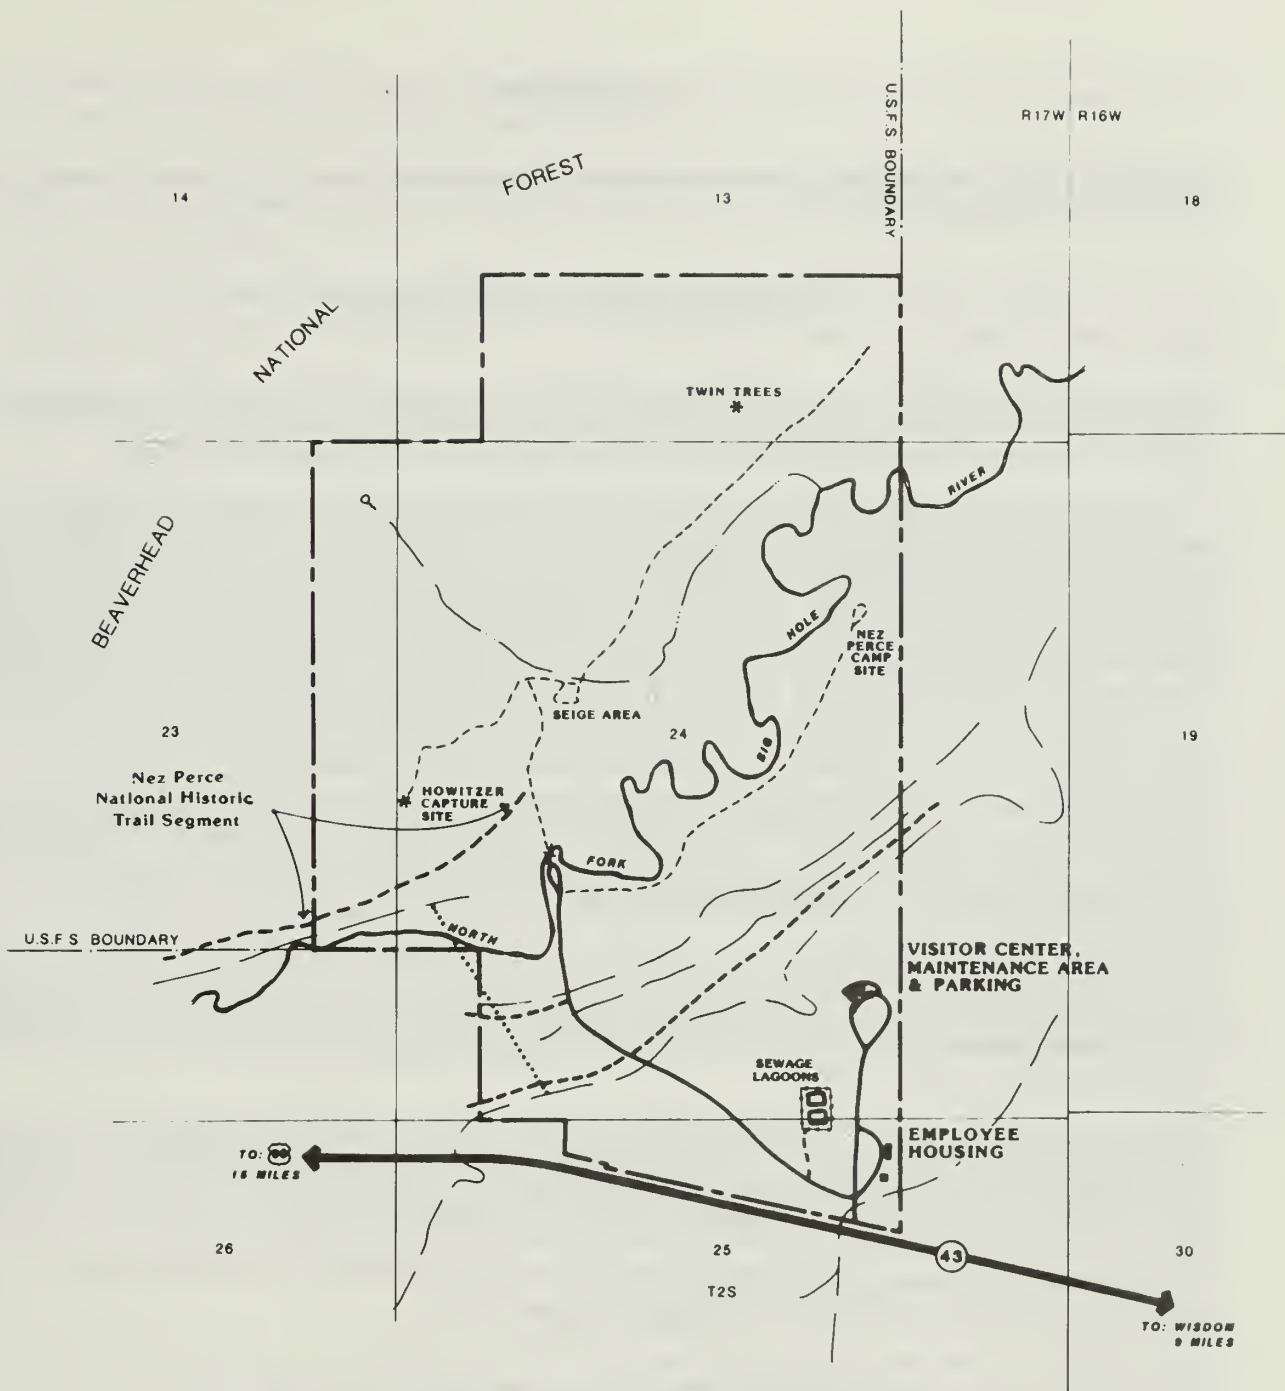 R17W R16W
U.S.F.S. BOUNDARY
FOREST
14
13
18
NATIONAL
TWIN TREES
RIVER
BEAVERHEAD
HOLE
NEZ
PERCE
CAMP
SITE
SEIGE AREA
23
24
BIG
19
Nez Perce
National Historic
Trail Segment
HOWITZER
CAPTURE
SITE
FORK
NORTH
U.S.F.S BOUNDARY
VISITOR CENTER,
MAINTENANCE AREA
& PARKING
SEWAGE
LAGOONS
EMPLOYEE
HOUSING
TO:
15 MILES
26
25
43
30
T2S
TO: WISDOM
9 MILES